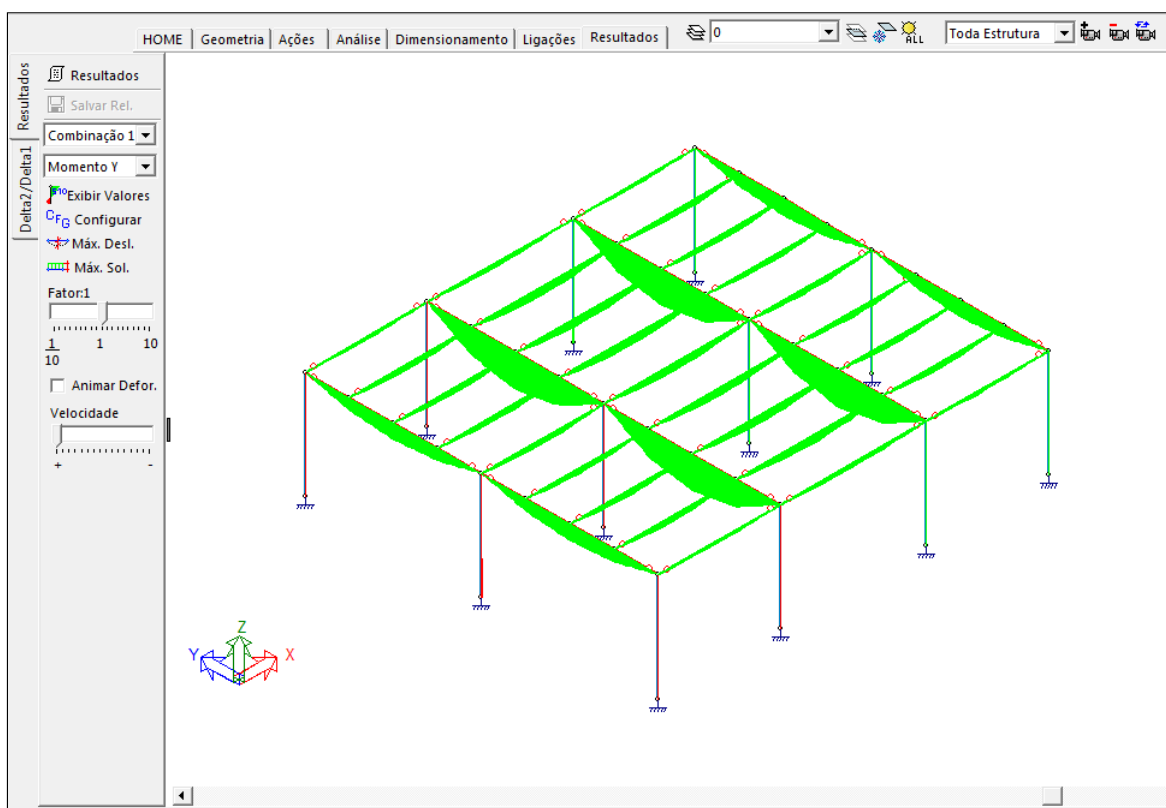 HOME Geometria Ações Análise Dimensionamento Ligações Resultados 0 ALL Toda Estrutura
Resultados
Delta2/Delta1
Resultados
Salvar Rel.
Combinação 1
Momento Y
Exibir Valores
CFG Configurar
Máx. Desl.
Máx. Sol.
Fator:1
1/10 1 10
Animar Defor.
Velocidade
+ -
Z
Y X